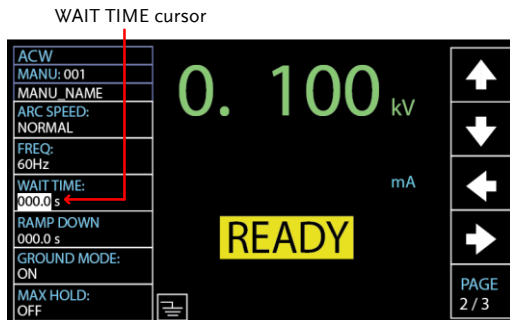 WAIT TIME cursor
ACW
MANU: 001
MANU_NAME
ARC SPEED:
NORMAL
FREQ:
60Hz
WAIT TIME:
000.0 s
RAMP DOWN
000.0 s
GROUND MODE:
ON
MAX HOLD:
OFF
0. 100 kV
mA
READY
PAGE
2 / 3